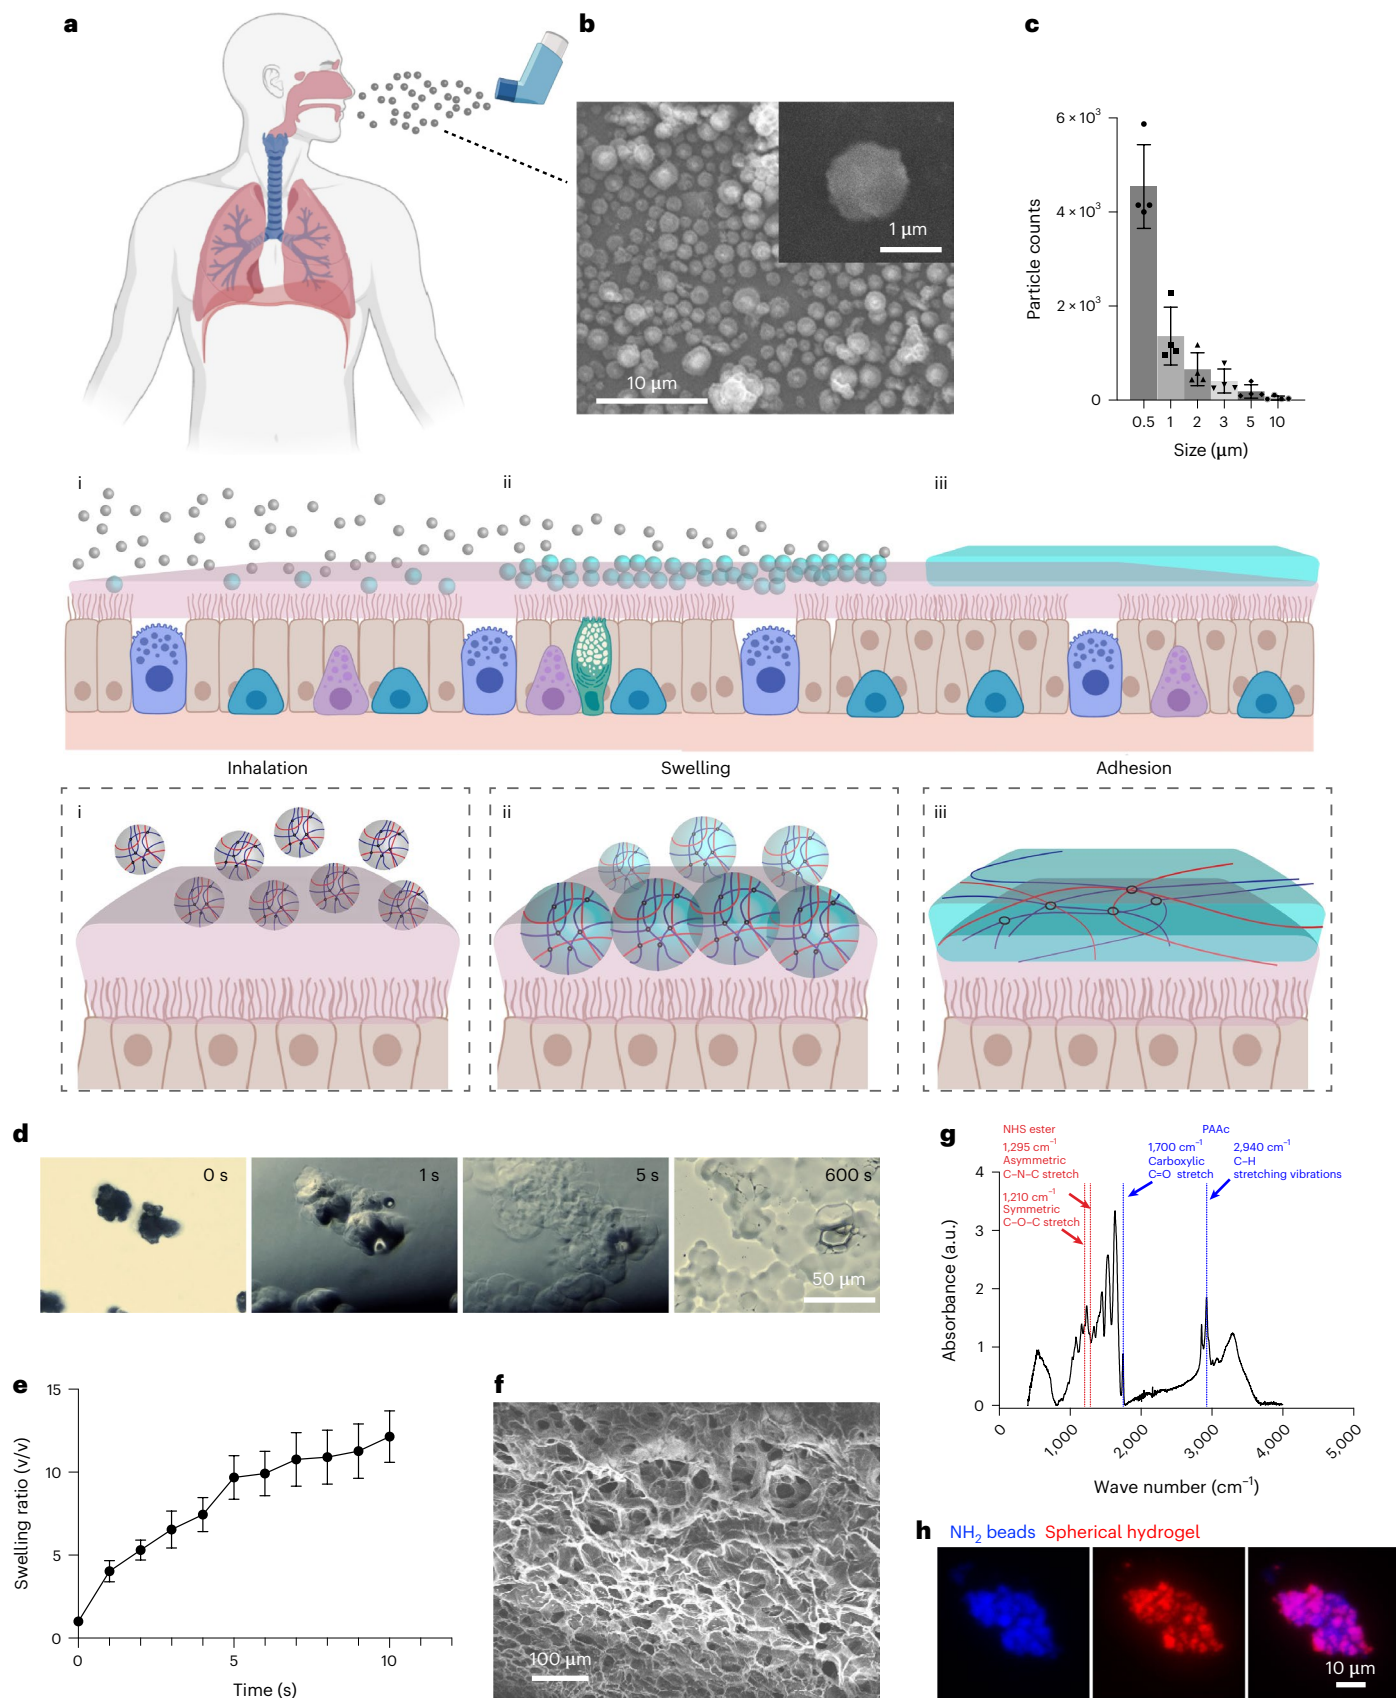 a
b
c
1 μm
10 μm
Particle counts
6 × 10³
4 × 10³
2 × 10³
0
0.5 1 2 3 5 10
Size (μm)
i
ii
iii
Inhalation
Swelling
Adhesion
i
ii
iii
d
0 s
1 s
5 s
600 s
50 μm
e
Swelling ratio (v/v)
15
10
5
0
0 5 10
Time (s)
f
100 μm
g
NHS ester
1,295 cm⁻¹
Asymmetric
C–N–C stretch
1,210 cm⁻¹
Symmetric
C–O–C stretch
PAAc
1,700 cm⁻¹
Carboxylic
C=O stretch
2,940 cm⁻¹
C–H
stretching vibrations
Absorbance (a.u.)
4
3
2
1
0
0 1,000 2,000 3,000 4,000 5,000
Wave number (cm⁻¹)
h
NH₂ beads Spherical hydrogel
10 μm